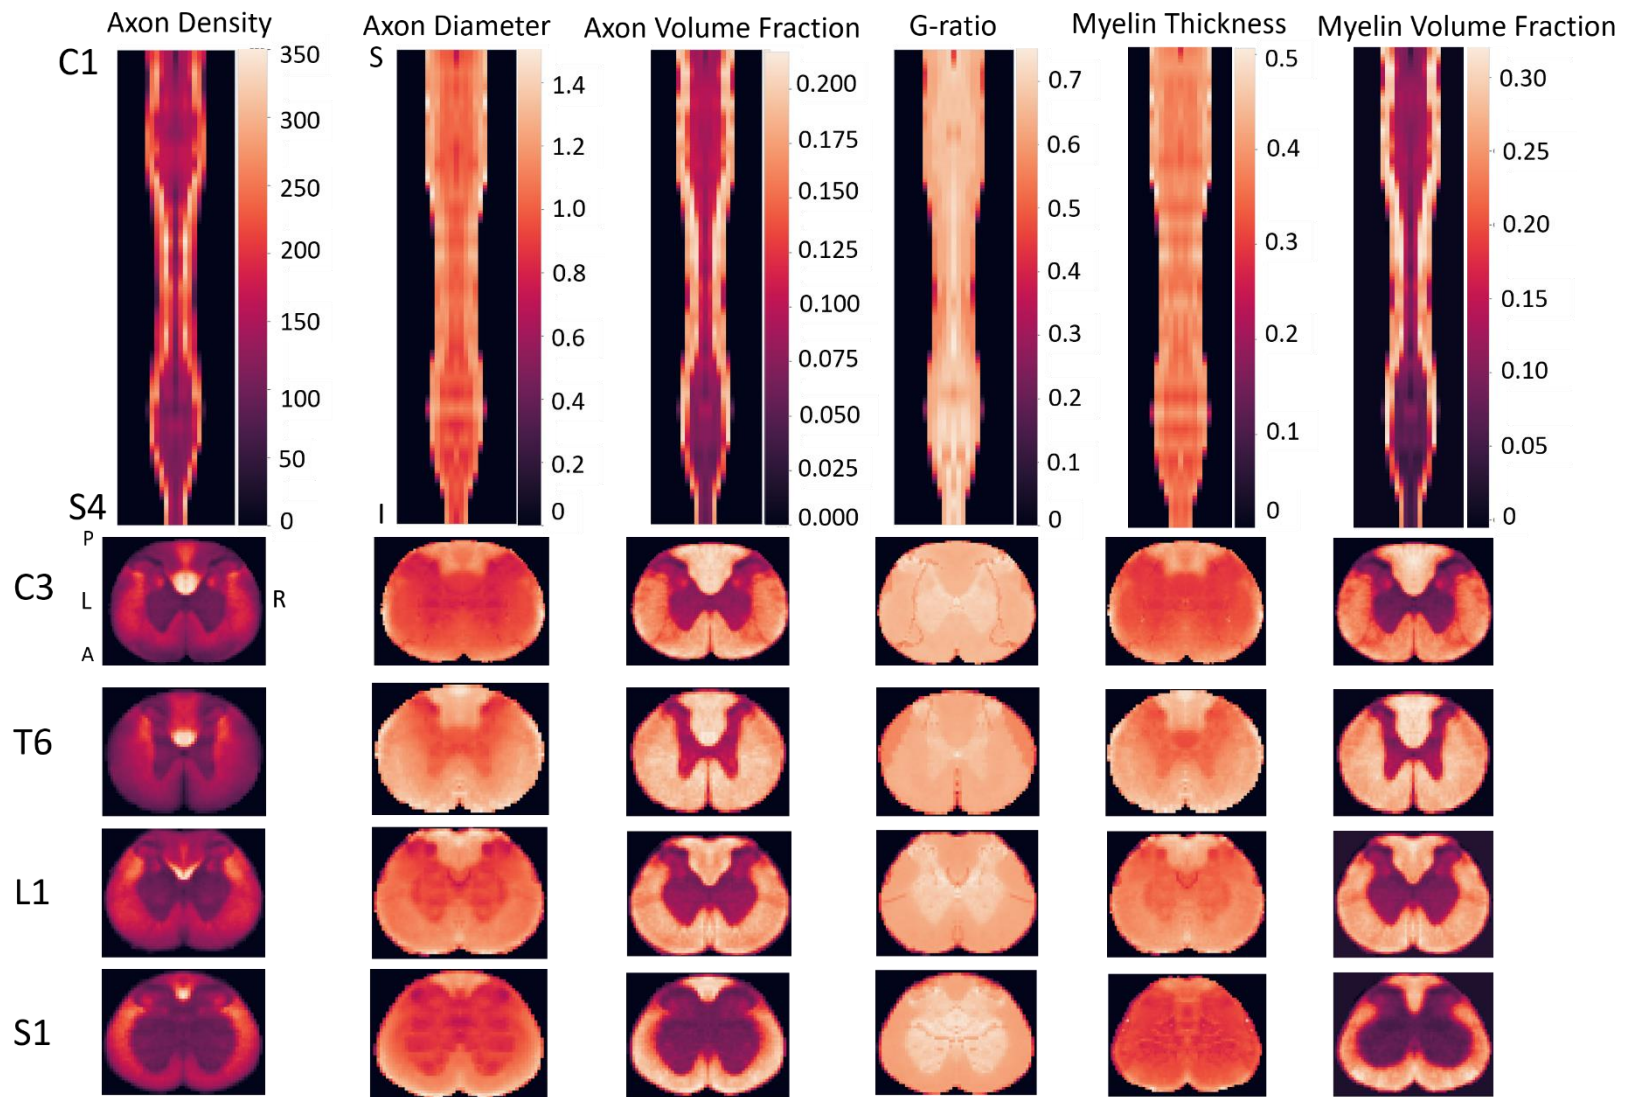 Axon Density
Axon Diameter
Axon Volume Fraction
G-ratio
Myelin Thickness
Myelin Volume Fraction
C1
350
300
250
200
150
100
50
0
S4
S
1.4
1.2
1.0
0.8
0.6
0.4
0.2
0
I
0.200
0.175
0.150
0.125
0.100
0.075
0.050
0.025
0.000
0.7
0.6
0.5
0.4
0.3
0.2
0.1
0
0.5
0.4
0.3
0.2
0.1
0
0.30
0.25
0.20
0.15
0.10
0.05
0
P
C3
L
R
A
T6
L1
S1